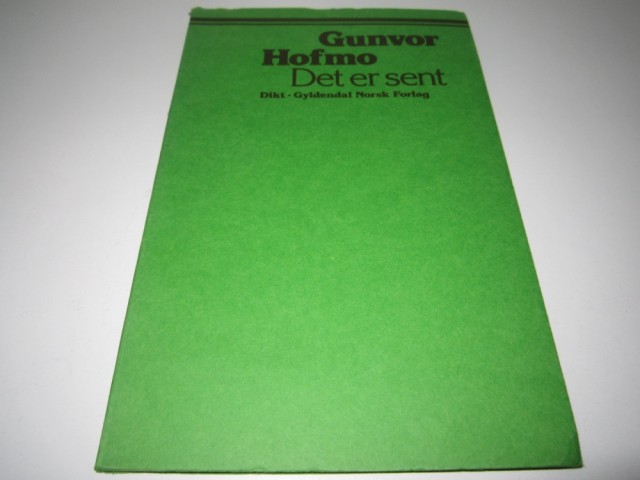 Gunvor
Hofmo
Det er sent
Dikt • Gyldendal Norsk Forlag